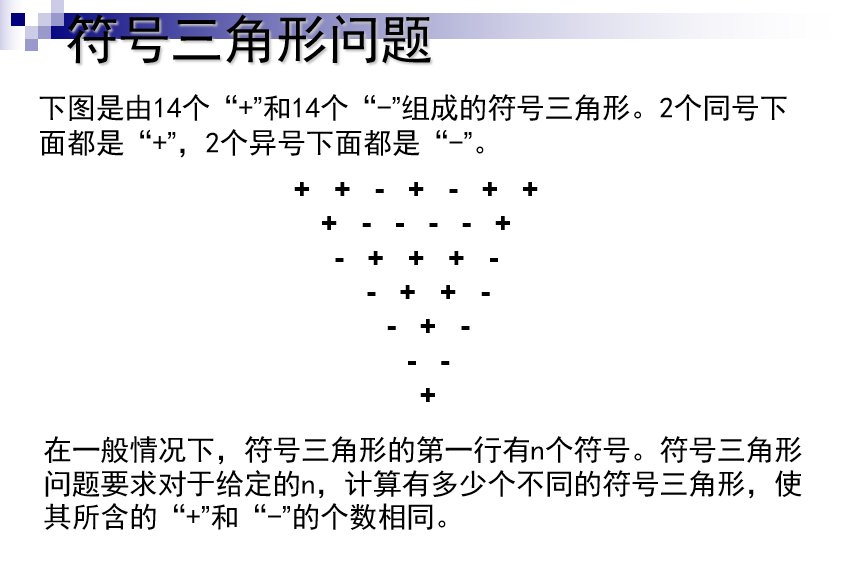 符号三角形问题
下图是由14个“+”和14个“-”组成的符号三角形。2个同号下
面都是“+”，2个异号下面都是“-”。
+ + - + - + +
+ - - - - +
- + + + -
- + + -
- + -
- -
+
在一般情况下，符号三角形的第一行有n个符号。符号三角形
问题要求对于给定的n，计算有多少个不同的符号三角形，使
其所含的“+”和“-”的个数相同。